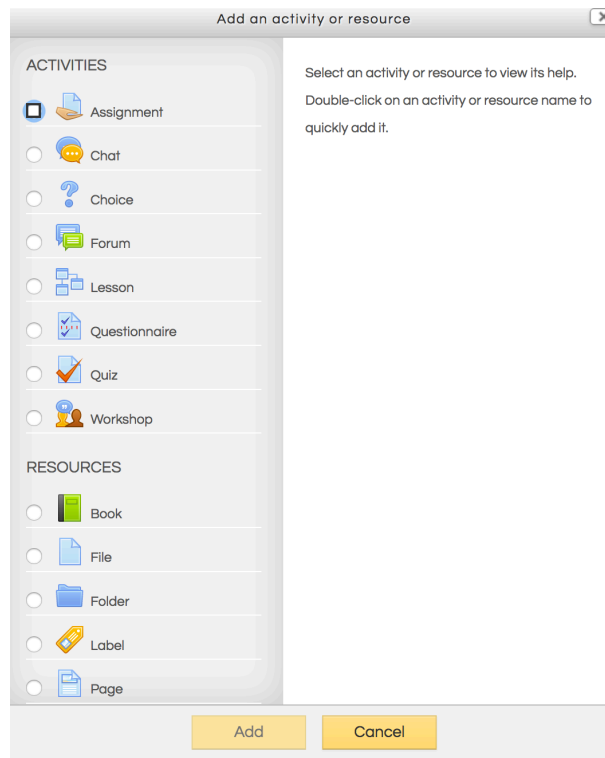 Add an activity or resource
ACTIVITIES
Assignment
Chat
Choice
Forum
Lesson
Questionnaire
Quiz
Workshop
RESOURCES
Book
File
Folder
Label
Page
Select an activity or resource to view its help.
Double-click on an activity or resource name to
quickly add it.
Add
Cancel